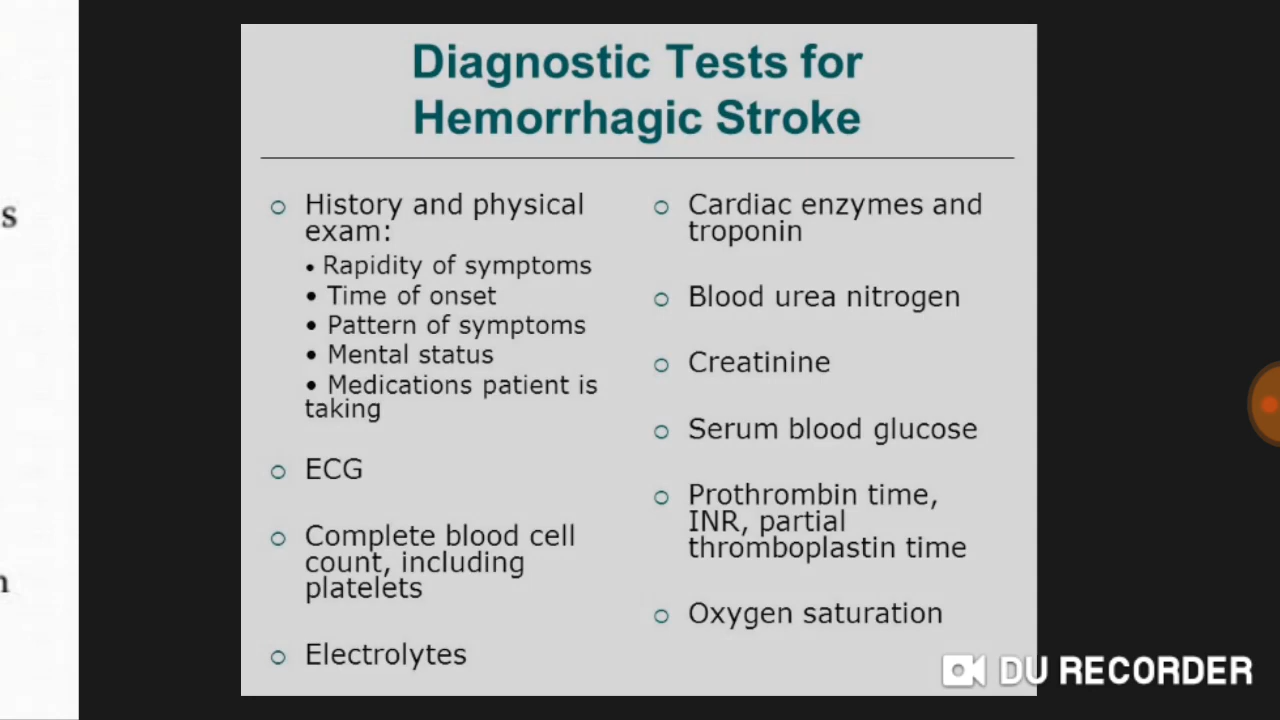 Diagnostic Tests for
Hemorrhagic Stroke
○ History and physical
exam:
• Rapidity of symptoms
• Time of onset
• Pattern of symptoms
• Mental status
• Medications patient is
taking
○ ECG
○ Complete blood cell
count, including
platelets
○ Electrolytes
○ Cardiac enzymes and
troponin
○ Blood urea nitrogen
○ Creatinine
○ Serum blood glucose
○ Prothrombin time,
INR, partial
thromboplastin time
○ Oxygen saturation
s
DU RECORDER